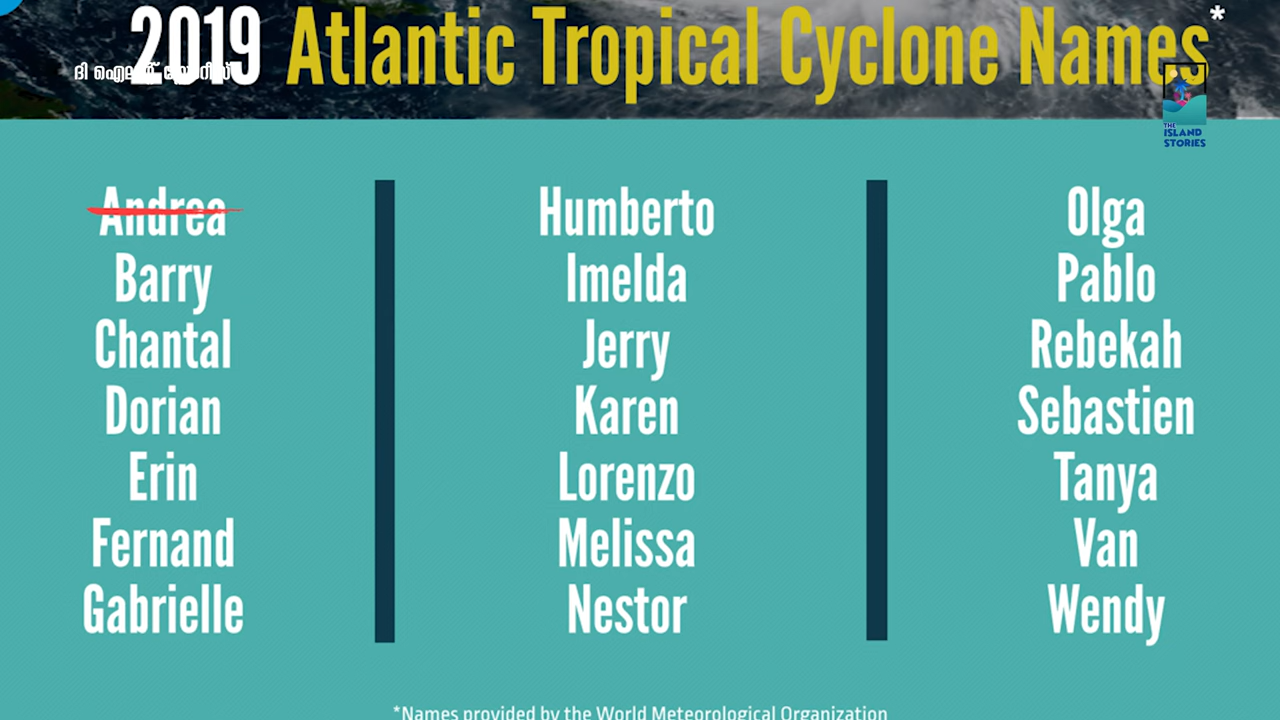 2019 Atlantic Tropical Cyclone Names*
ദി ഐലന്റ് സ്റ്റോറീസ്
THE
ISLAND
STORIES
Andrea
Barry
Chantal
Dorian
Erin
Fernand
Gabrielle
Humberto
Imelda
Jerry
Karen
Lorenzo
Melissa
Nestor
Olga
Pablo
Rebekah
Sebastien
Tanya
Van
Wendy
*Names provided by the World Meteorological Organization